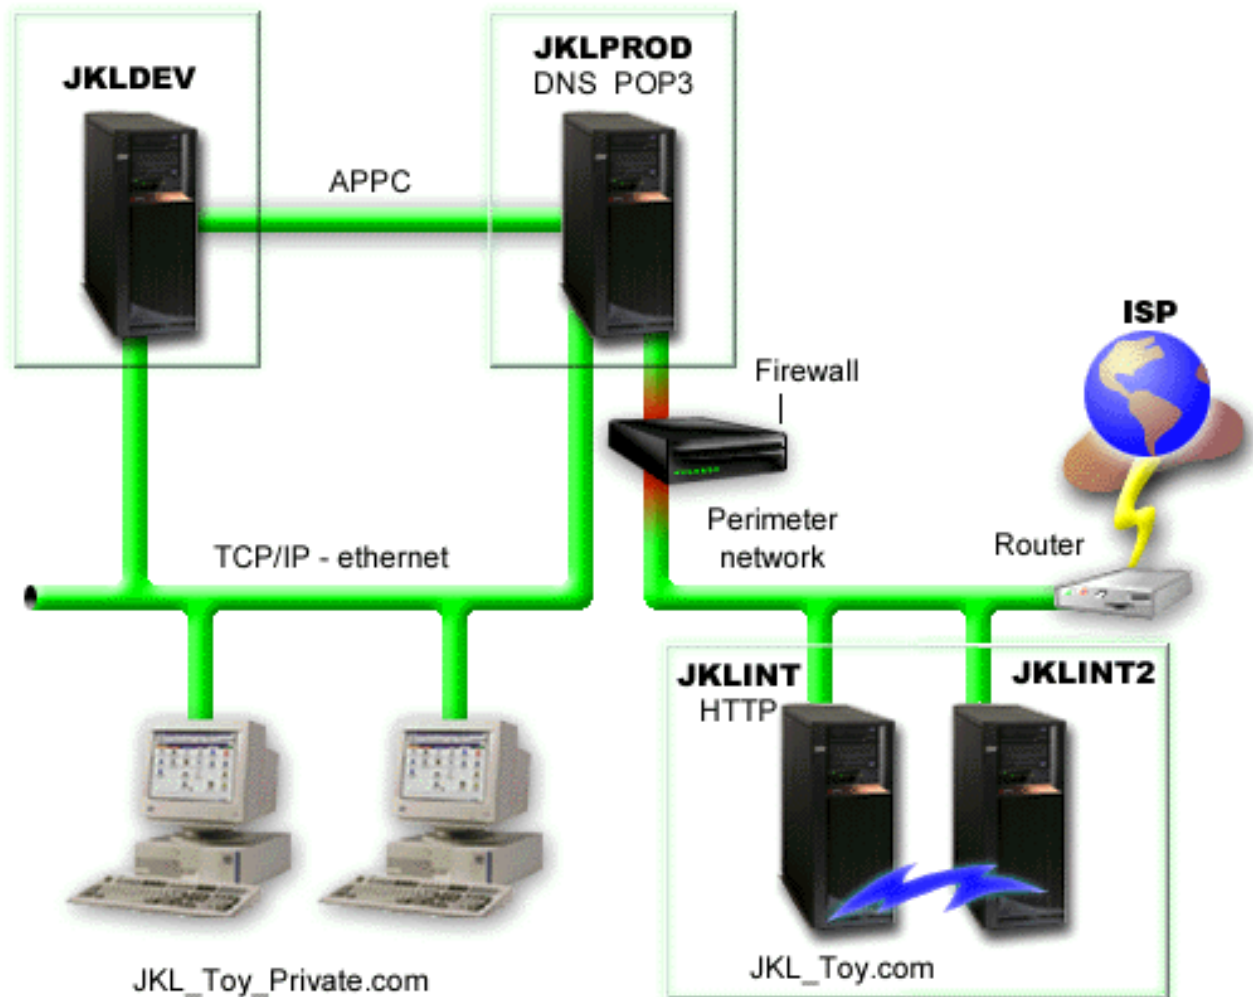 JKLDEV
JKLPROD
DNS POP3
APPC
ISP
Firewall
Perimeter
network
Router
TCP/IP - ethernet
JKLINT
HTTP
JKLINT2
JKL_Toy.com
JKL_Toy_Private.com